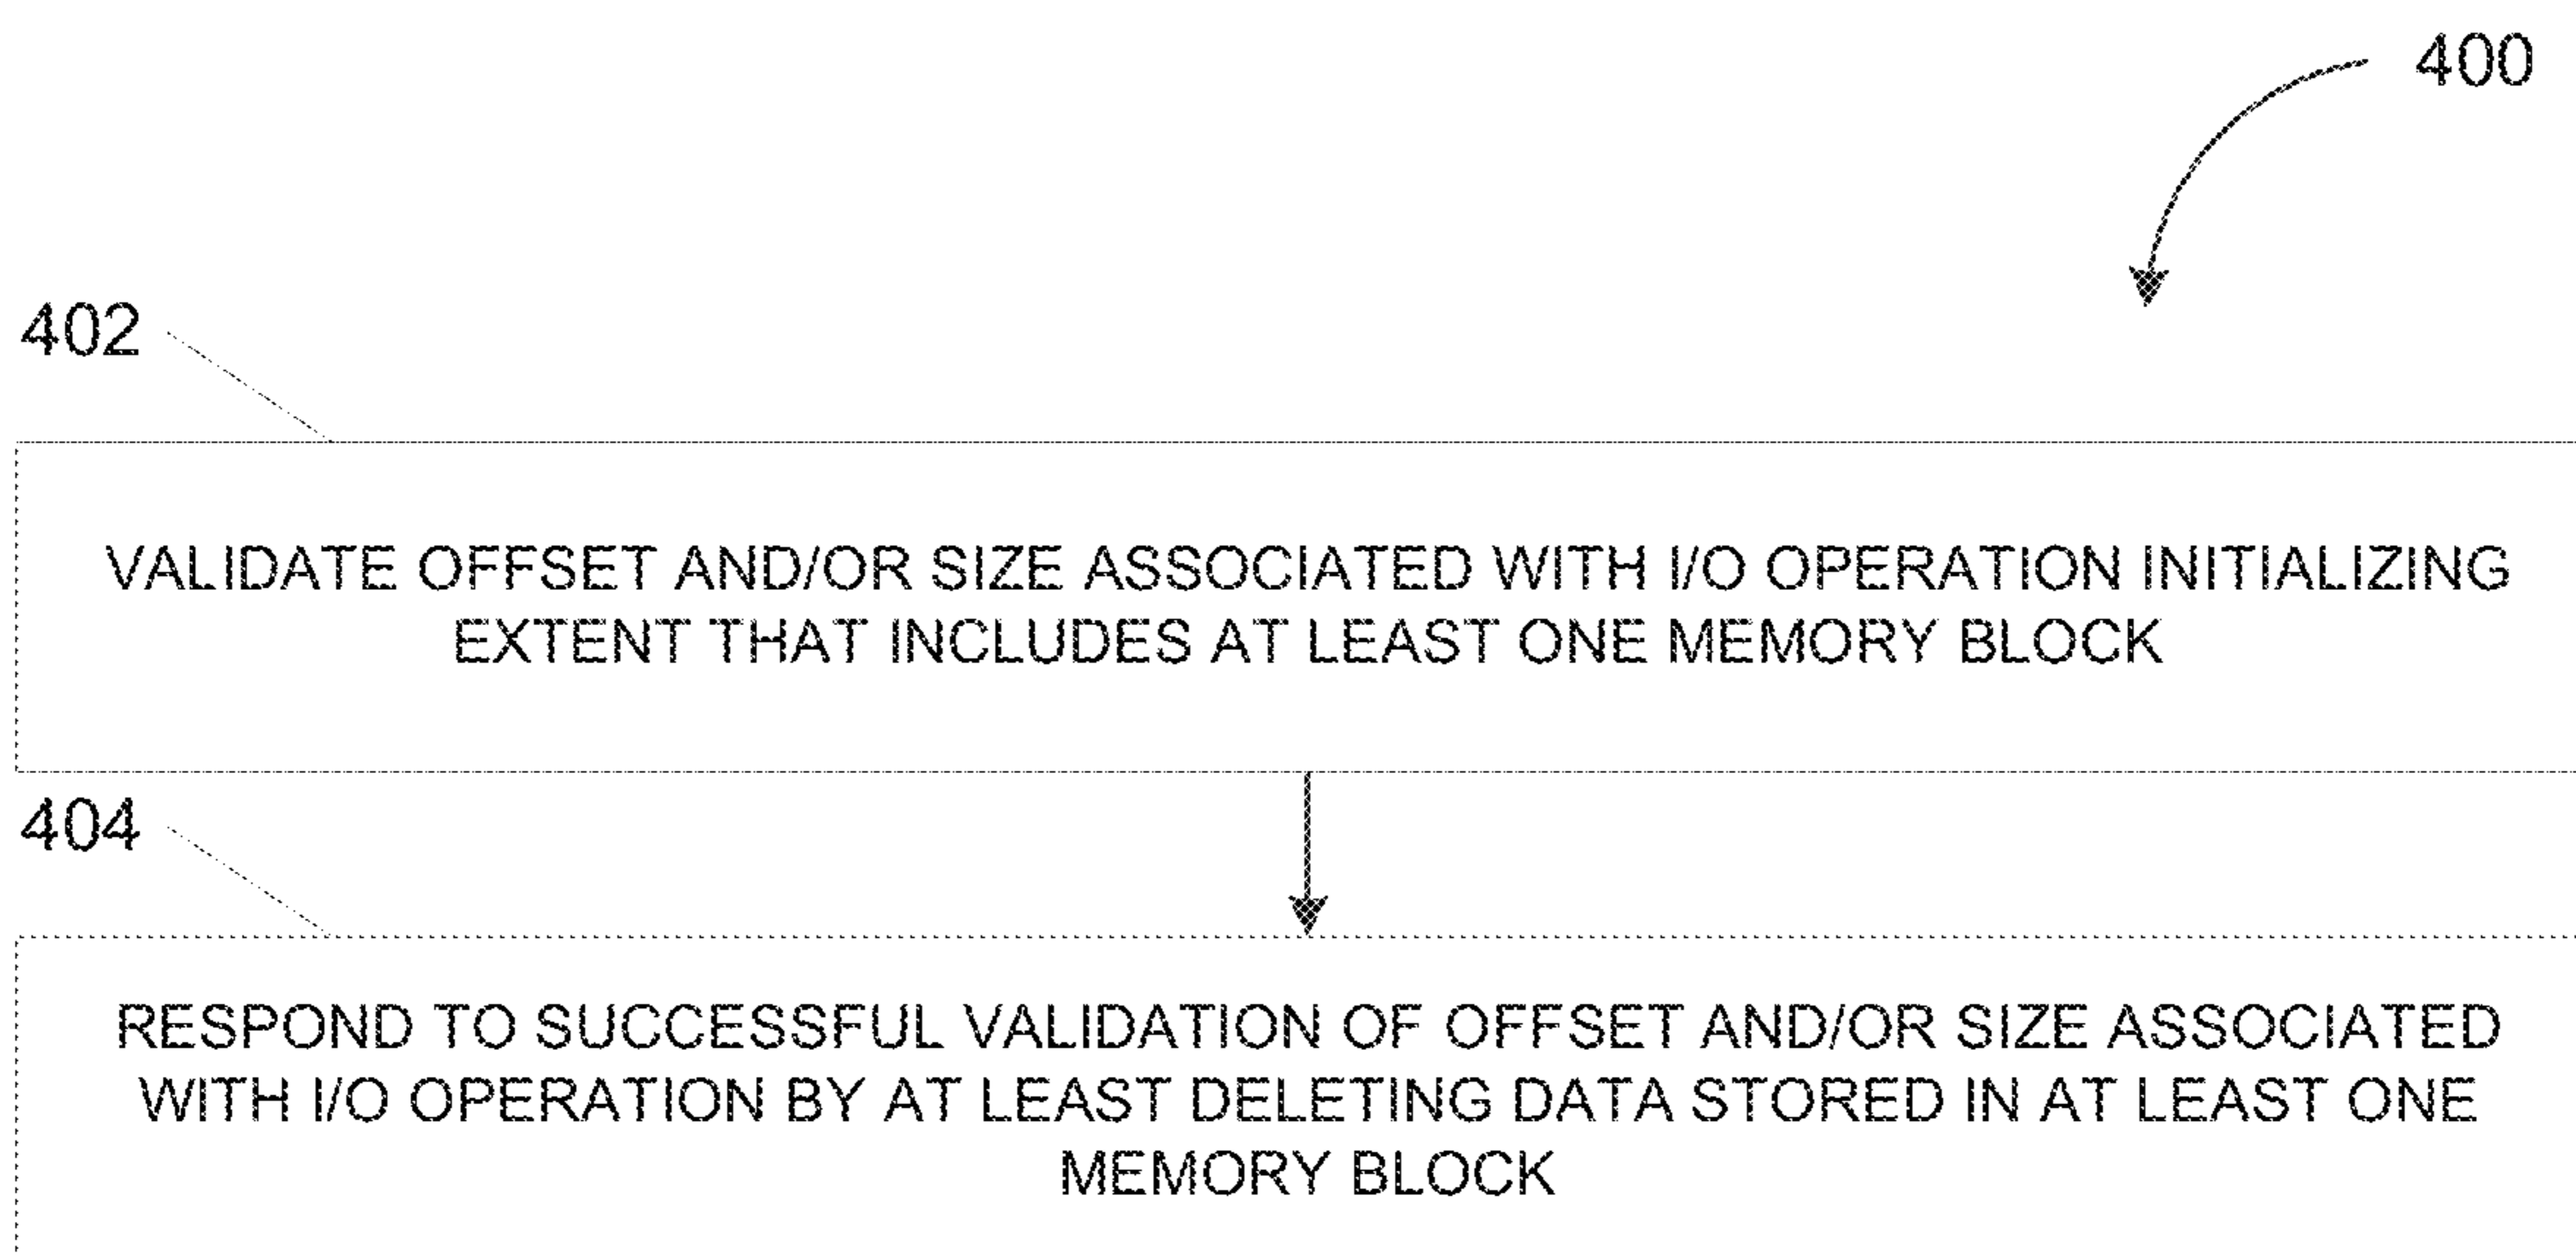 400
402
VALIDATE OFFSET AND/OR SIZE ASSOCIATED WITH I/O OPERATION INITIALIZING
EXTENT THAT INCLUDES AT LEAST ONE MEMORY BLOCK
404
RESPOND TO SUCCESSFUL VALIDATION OF OFFSET AND/OR SIZE ASSOCIATED
WITH I/O OPERATION BY AT LEAST DELETING DATA STORED IN AT LEAST ONE
MEMORY BLOCK